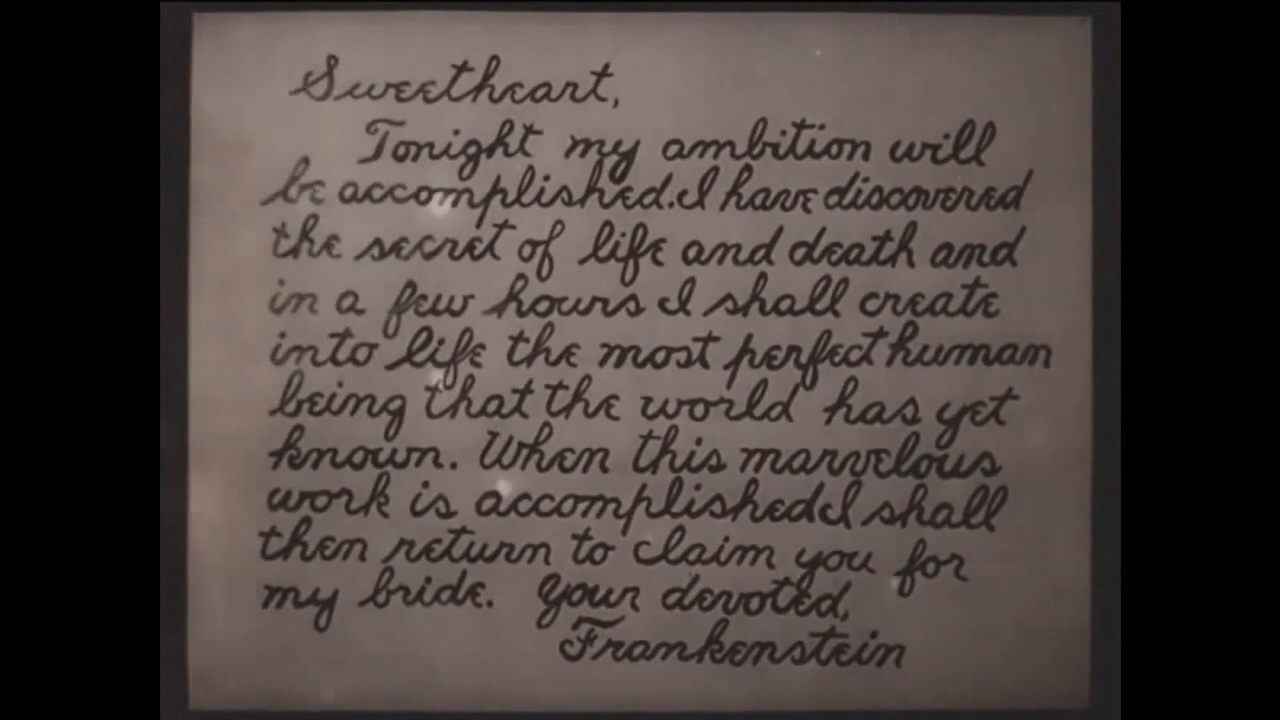 Sweetheart,
Tonight my ambition will
be accomplished. I have discovered
the secret of life and death and
in a few hours I shall create
into life the most perfect human
being that the world has yet
known. When this marvelous
work is accomplished I shall
then return to claim you for
my bride. Your devoted,
Frankenstein